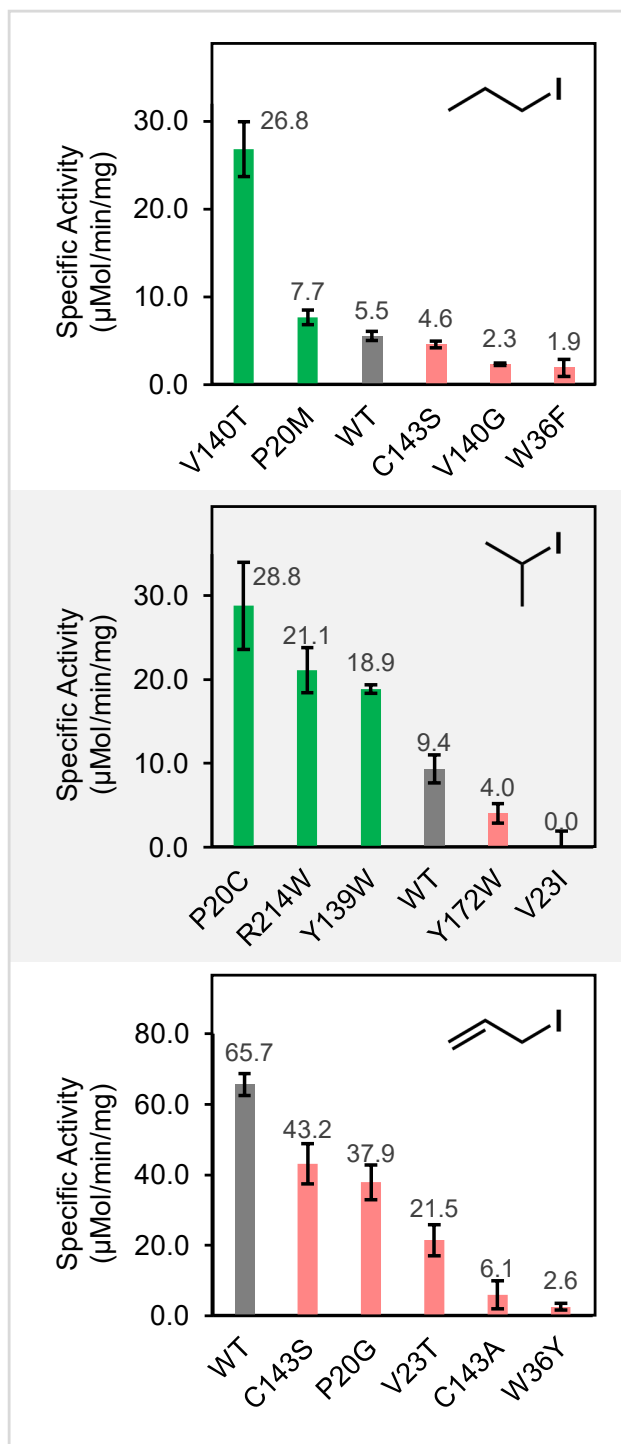 Specific Activity
(µMol/min/mg)
30.0
20.0
10.0
0.0
26.8
7.7
5.5
4.6
2.3
1.9
I
V140T
P20M
WT
C143S
V140G
W36F
Specific Activity
(µMol/min/mg)
30.0
20.0
10.0
0.0
28.8
21.1
18.9
9.4
4.0
0.0
I
P20C
R214W
Y139W
WT
Y172W
V23I
Specific Activity
(µMol/min/mg)
80.0
60.0
40.0
20.0
0.0
65.7
43.2
37.9
21.5
6.1
2.6
I
WT
C143S
P20G
V23T
C143A
W36Y